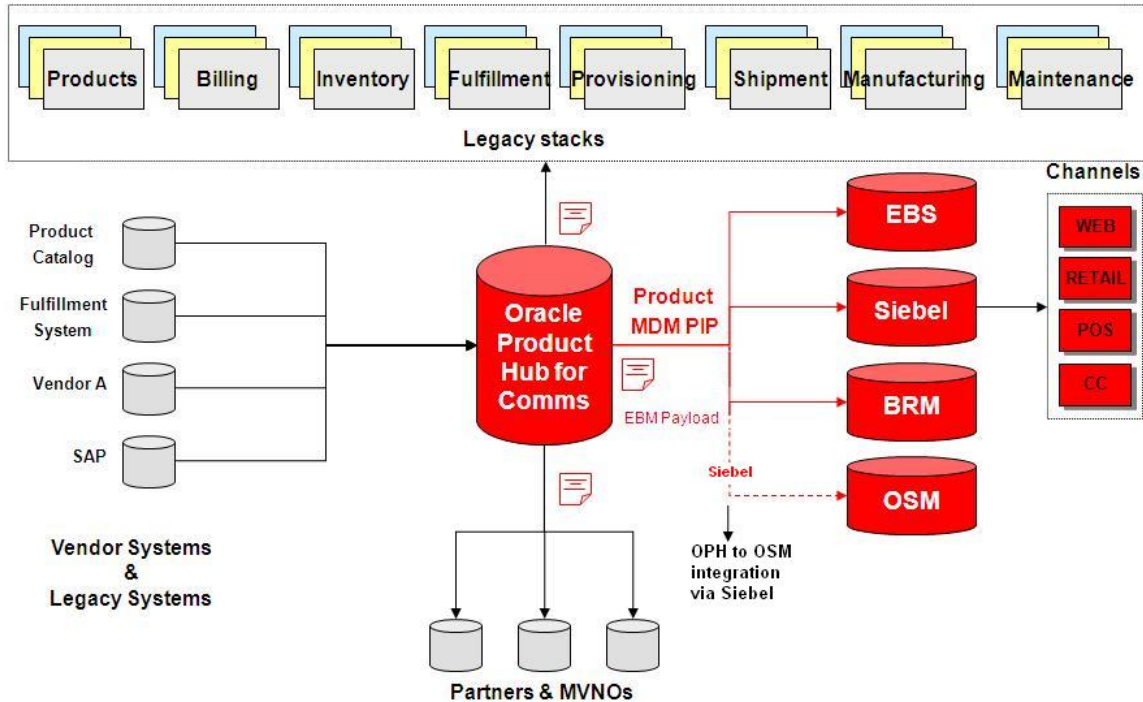 Products
Billing
Inventory
Fulfillment
Provisioning
Shipment
Manufacturing
Maintenance
Legacy stacks
Channels
Product
Catalog
Fulfillment
System
Vendor A
SAP
Vendor Systems
&
Legacy Systems
Oracle
Product
Hub for
Comms
Product
MDM PIP
EBM Payload
Siebel
EBS
Siebel
BRM
OSM
WEB
RETAIL
POS
CC
OPH to OSM
integration
via Siebel
Partners & MVNOs